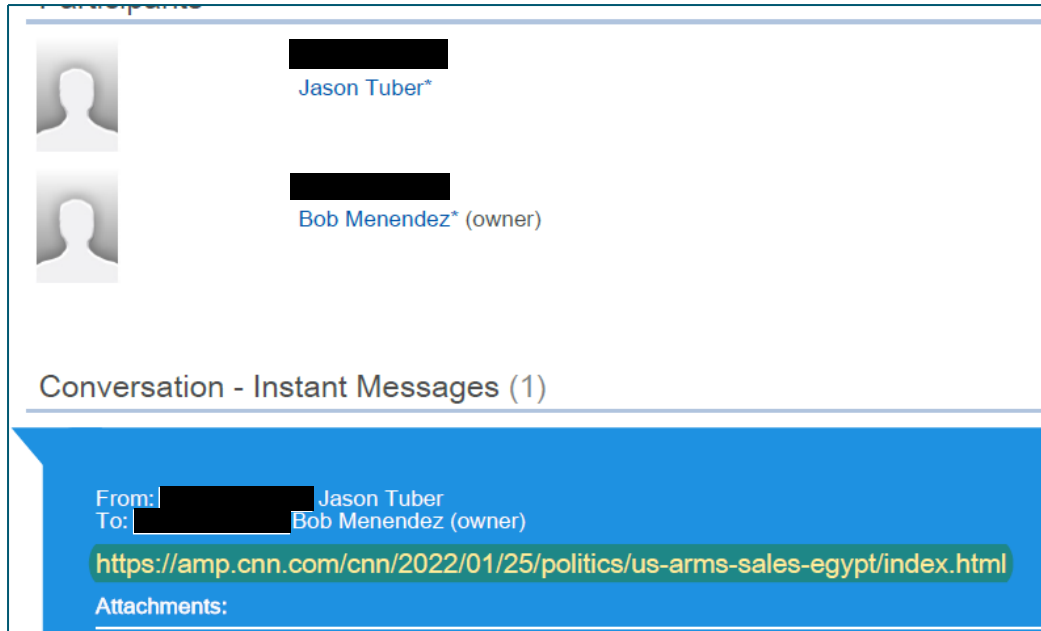 Participants
Jason Tuber*
Bob Menendez* (owner)
Conversation - Instant Messages (1)
From: Jason Tuber
To: Bob Menendez (owner)
https://amp.cnn.com/cnn/2022/01/25/politics/us-arms-sales-egypt/index.html
Attachments: